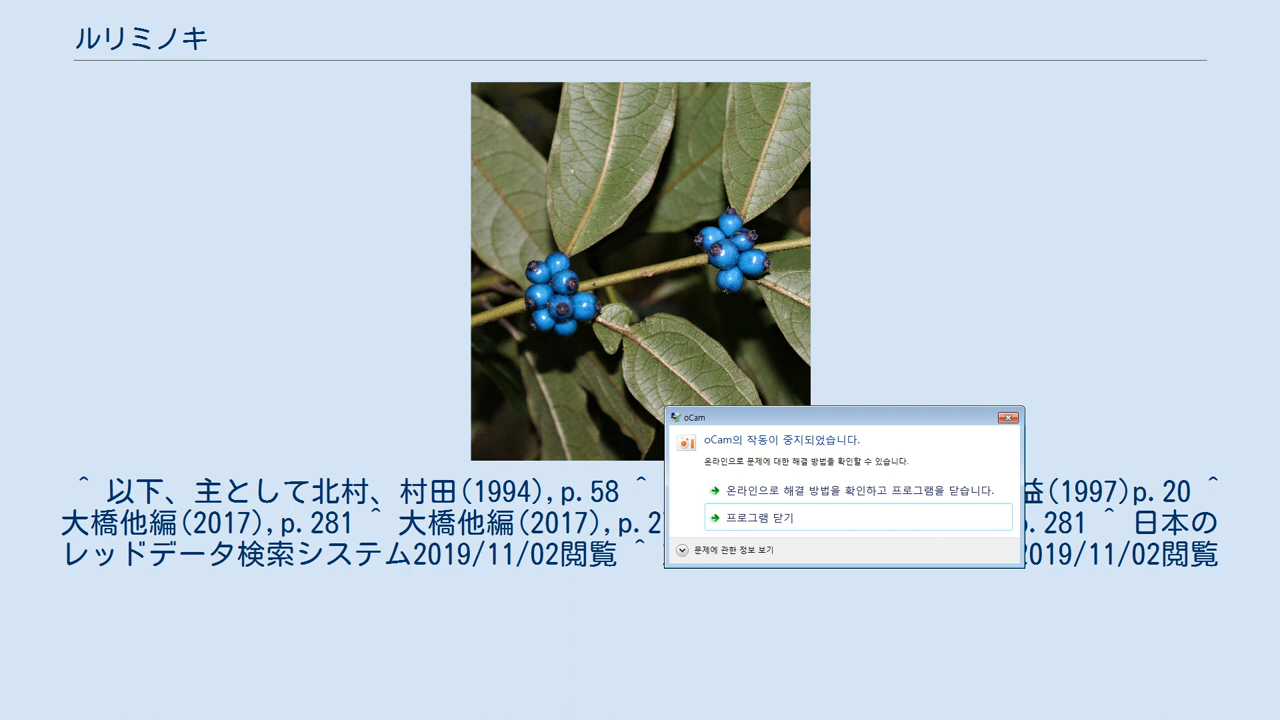 ルリミノキ
^ 以下、主として北村、村田(1994),p.58 ^
益(1997)p.20 ^
大橋他編(2017),p.281 ^ 大橋他編(2017),p.2
.281 ^ 日本の
レッドデータ検索システム2019/11/02閲覧 ^
2019/11/02閲覧
oCam
oCam의 작동이 중지되었습니다.
온라인으로 문제에 대한 해결 방법을 확인할 수 있습니다.
온라인으로 해결 방법을 확인하고 프로그램을 닫습니다.
프로그램 닫기
문제에 관한 정보 보기